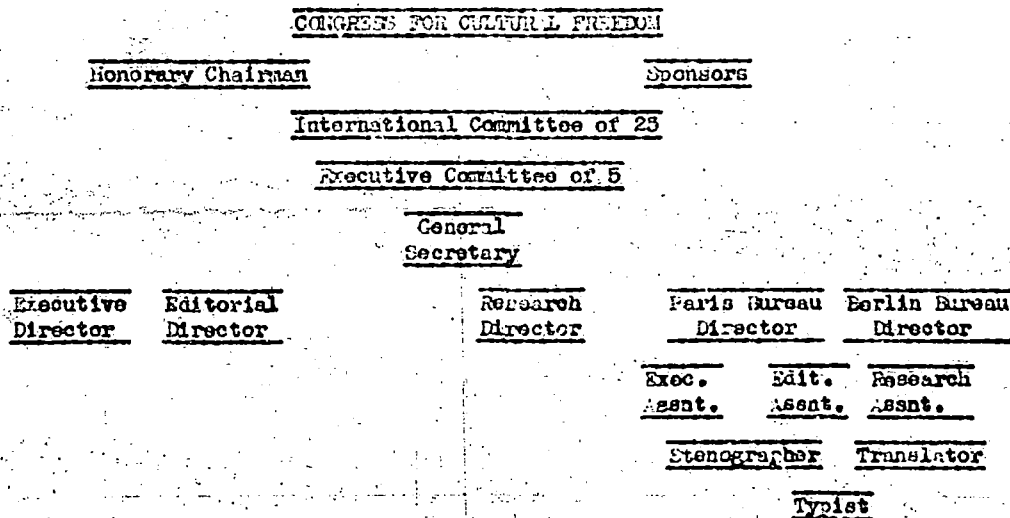 CONGRESS FOR CULTURAL FREEDOM
Honorary Chairman Sponsors
International Committee of 25
Executive Committee of 5
General
Secretary
Executive Editorial Research Paris Bureau Berlin Bureau
Director Director Director Director Director
Exec. Edit. Research
Assnt. Assnt. Assnt.
Stenographer Translator
Typist